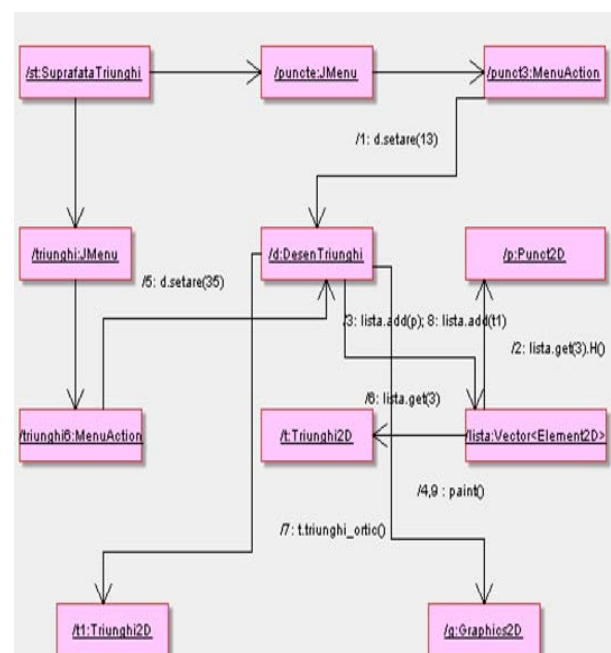 /st:SuprafataTriunghi
/puncte:JMenu
/punct3:MenuAction
/1: d.setare(13)
/triunghi:JMenu
/d:DesenTriunghi
/p:Punct2D
/5: d.setare(35)
/3: lista.add(p); 8: lista.add(t1)
/2: lista.get(3).H()
/6: lista.get(3)
/triunghi6:MenuAction
/t:Triunghi2D
/lista:Vector<Element2D>
/4,9 : paint()
/7: t.triunghi_ortic()
/t1:Triunghi2D
/g:Graphics2D